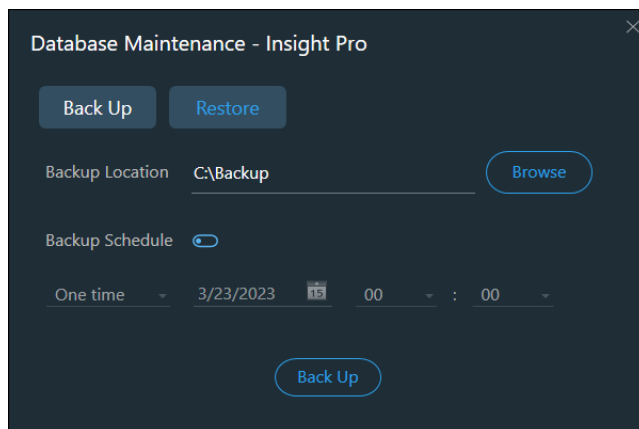 Database Maintenance - Insight Pro
Back Up Restore
Backup Location C:\Backup Browse
Backup Schedule
One time 3/23/2023 15 00 : 00
Back Up